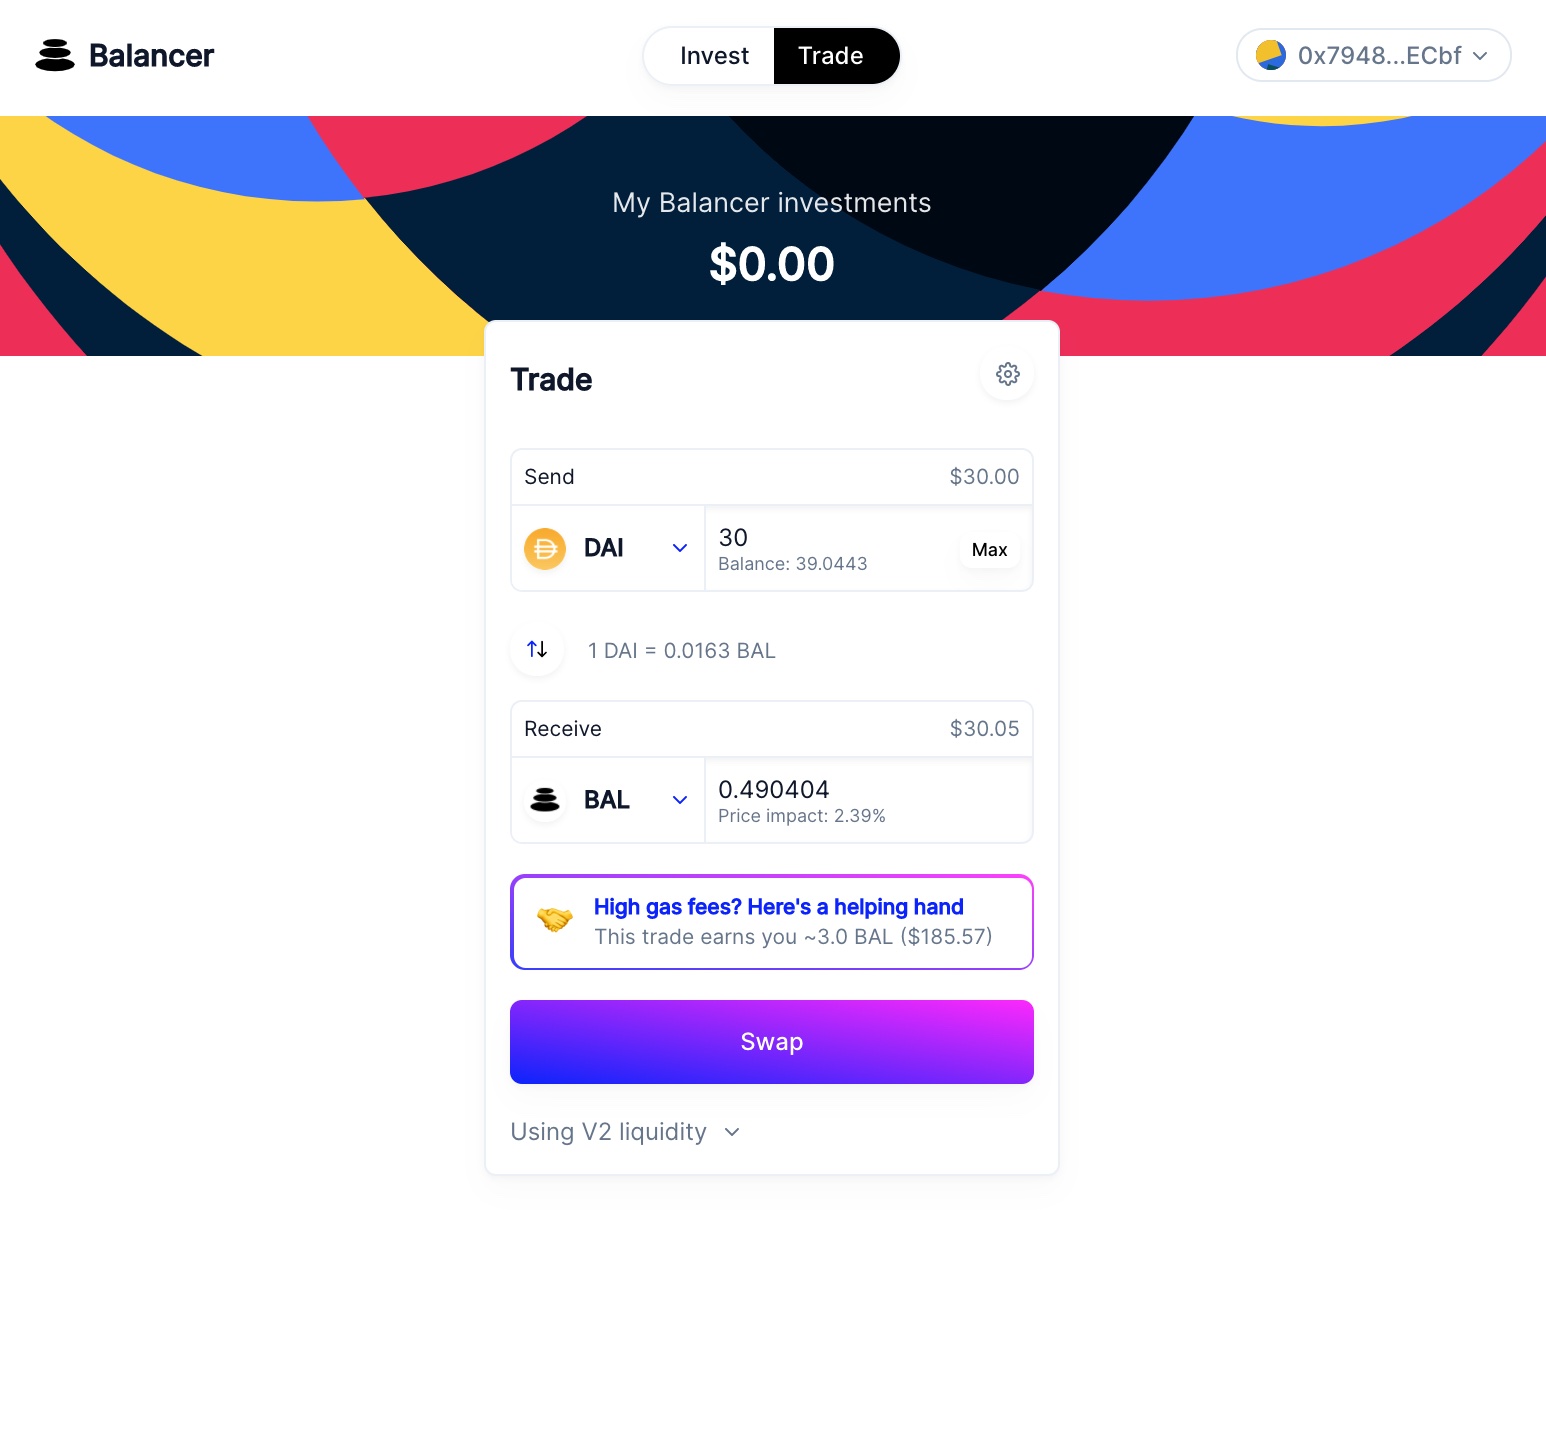 Balancer
Invest
Trade
0x7948...ECbf
My Balancer investments
$0.00
Trade
Send
$30.00
DAI
30
Balance: 39.0443
Max
1 DAI = 0.0163 BAL
Receive
$30.05
BAL
0.490404
Price impact: 2.39%
High gas fees? Here's a helping hand
This trade earns you ~3.0 BAL ($185.57)
Swap
Using V2 liquidity